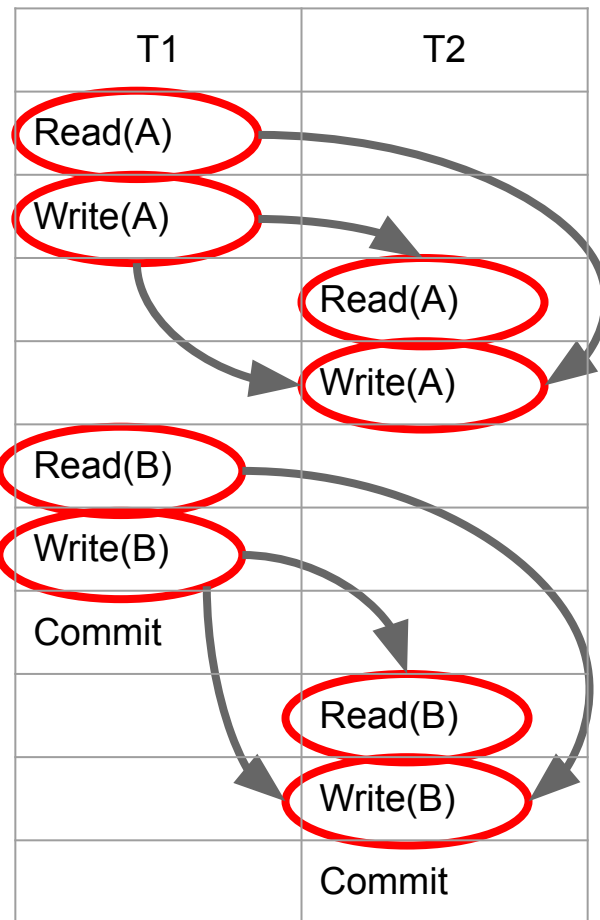 T1 T2
Read(A)
Write(A)
Read(A)
Write(A)
Read(B)
Write(B)
Commit
Read(B)
Write(B)
Commit